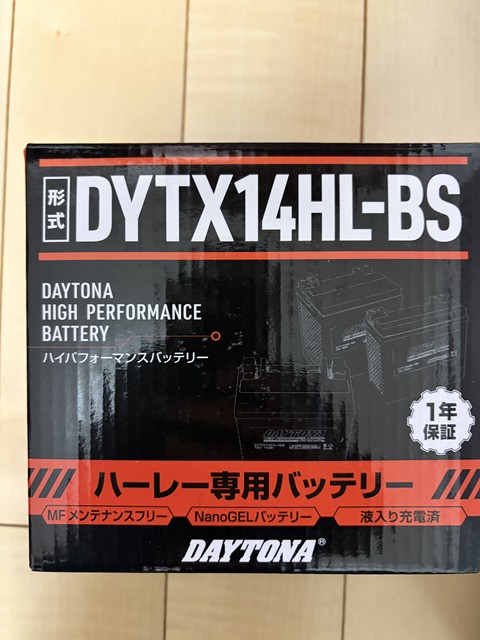 形式 DYTX14HL-BS
DAYTONA
HIGH PERFORMANCE
BATTERY
ハイパフォーマンスバッテリー
DAYTONA
1年
保証
ハーレー専用バッテリー
MFメンテナンスフリー NanoGELバッテリー 液入り充電済
DAYTONA®